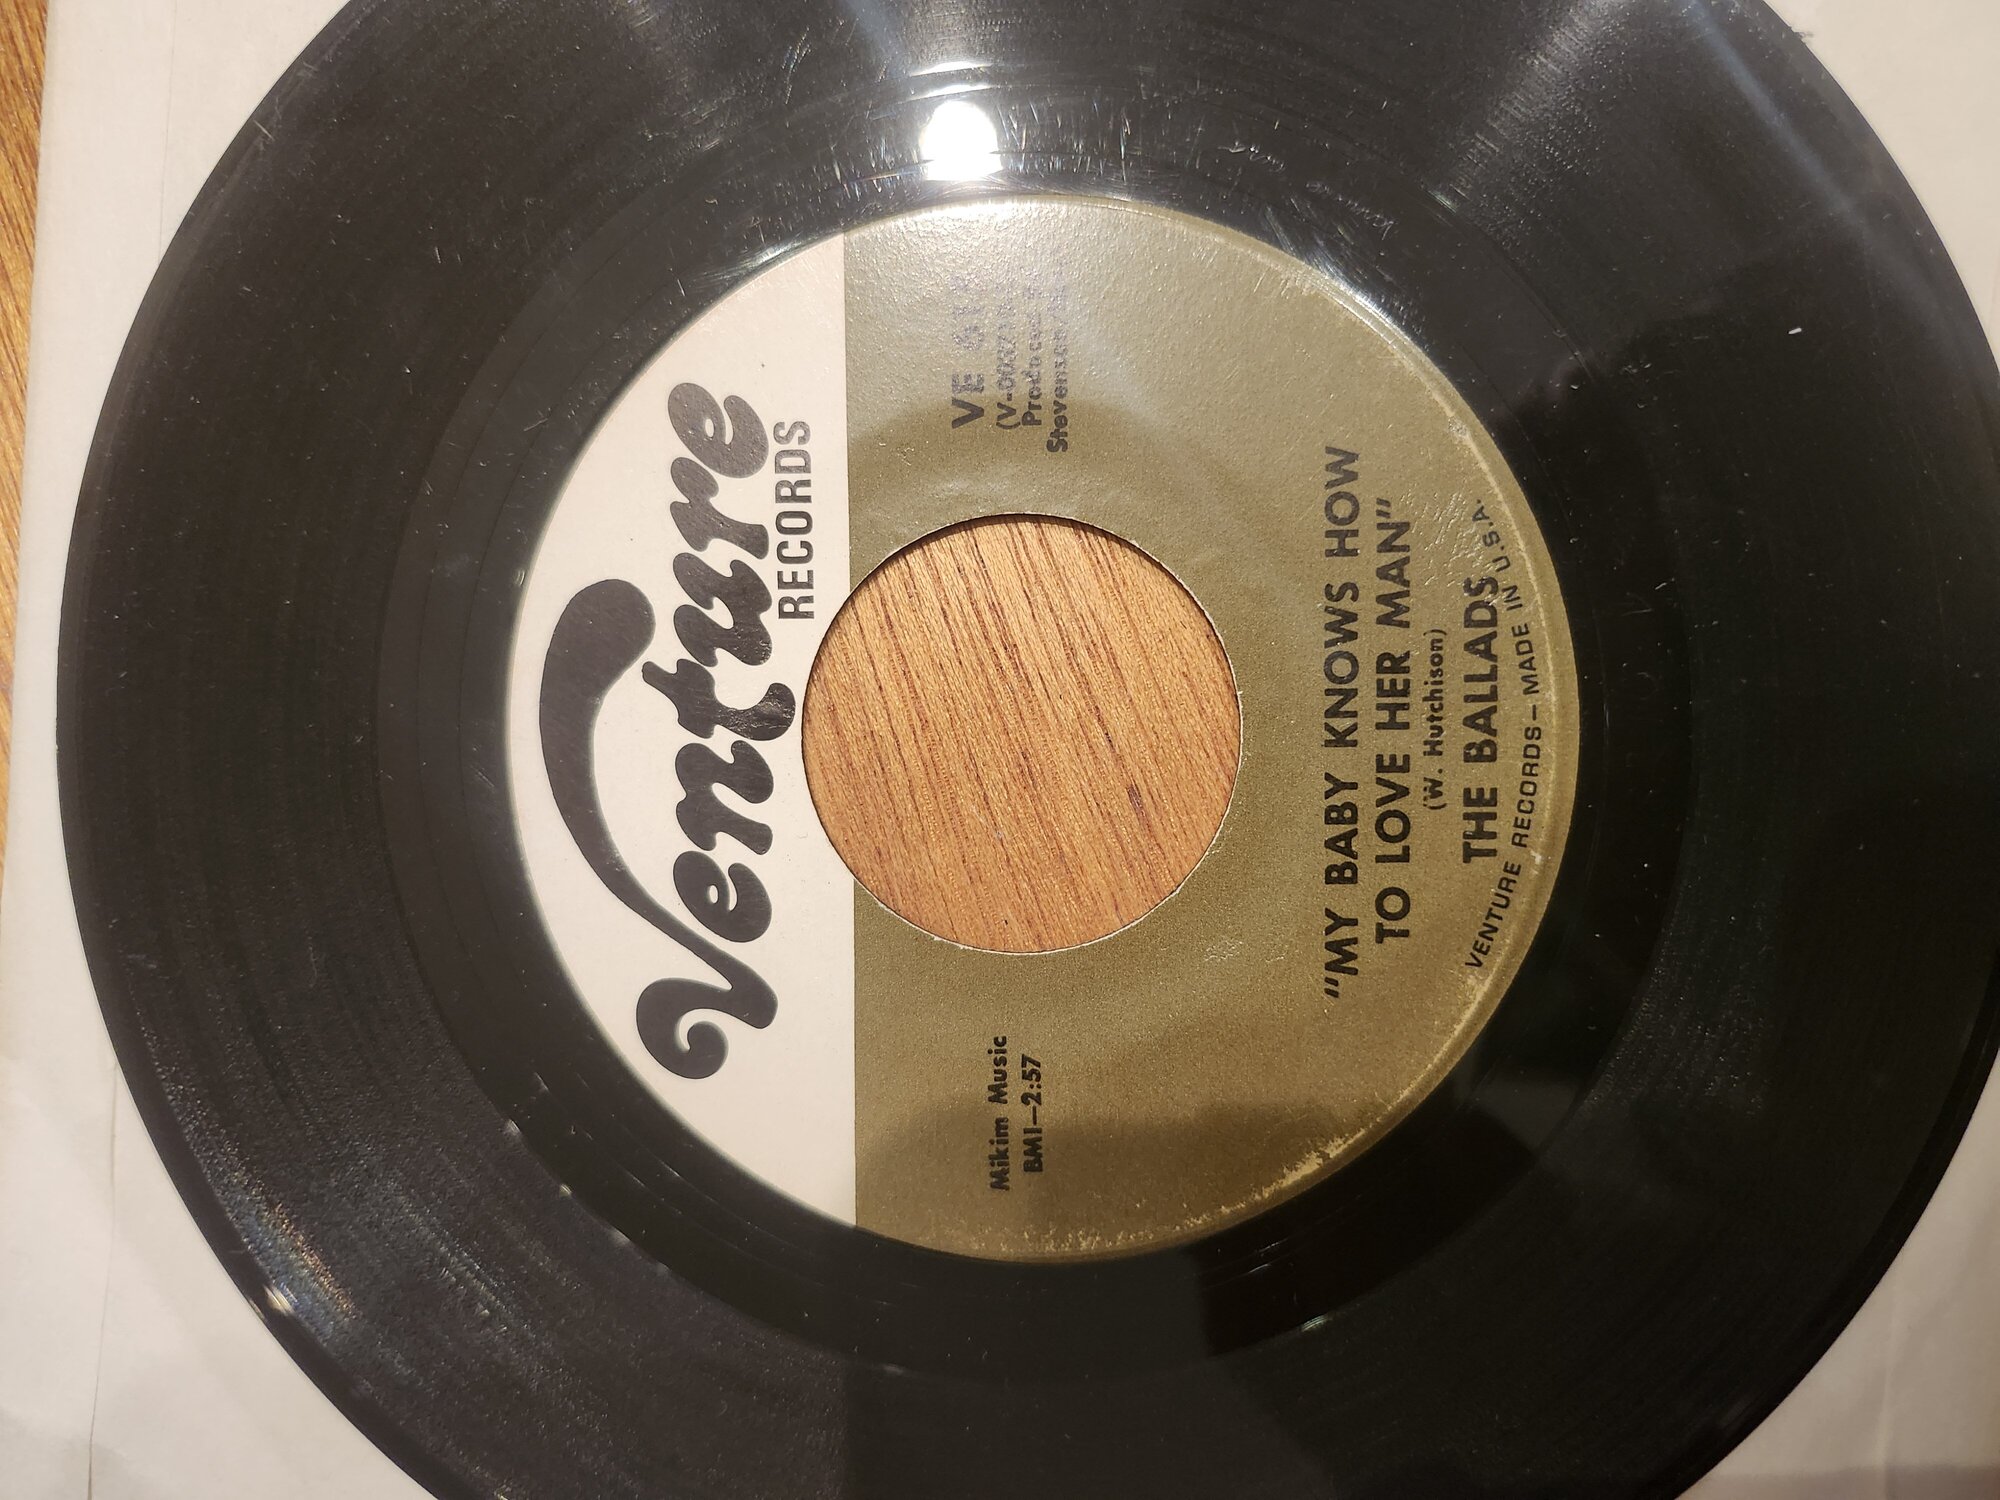 Venture
RECORDS
Mikim Music
BMI—2:57
VE
Produced
"MY BABY KNOWS HOW
TO LOVE HER MAN"
(W. Hutchison)
THE BALLADS
VENTURE RECORDS—MADE IN U.S.A.